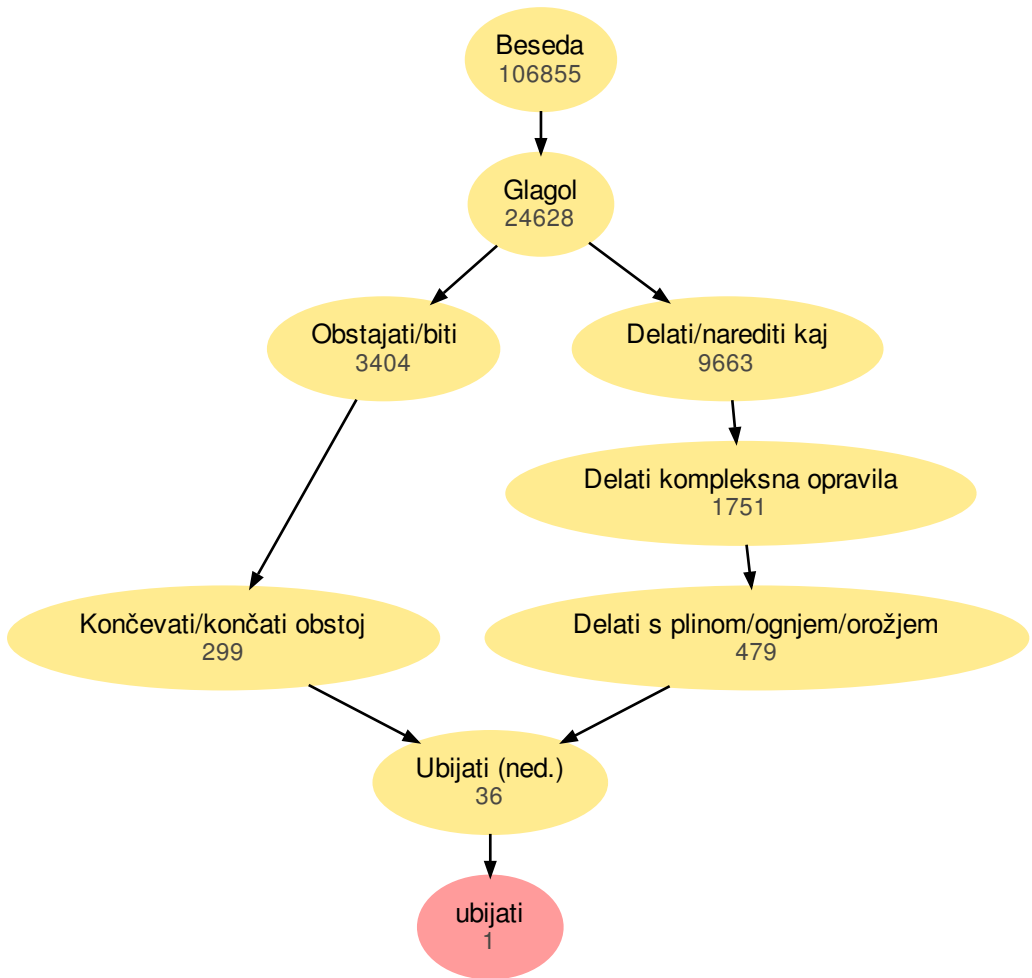 Beseda
106855
Glagol
24628
Obstajati/biti
3404
Delati/narediti kaj
9663
Delati kompleksna opravila
1751
Končevati/končati obstoj
299
Delati s plinom/ognjem/orožjem
479
Ubijati (ned.)
36
ubijati
1